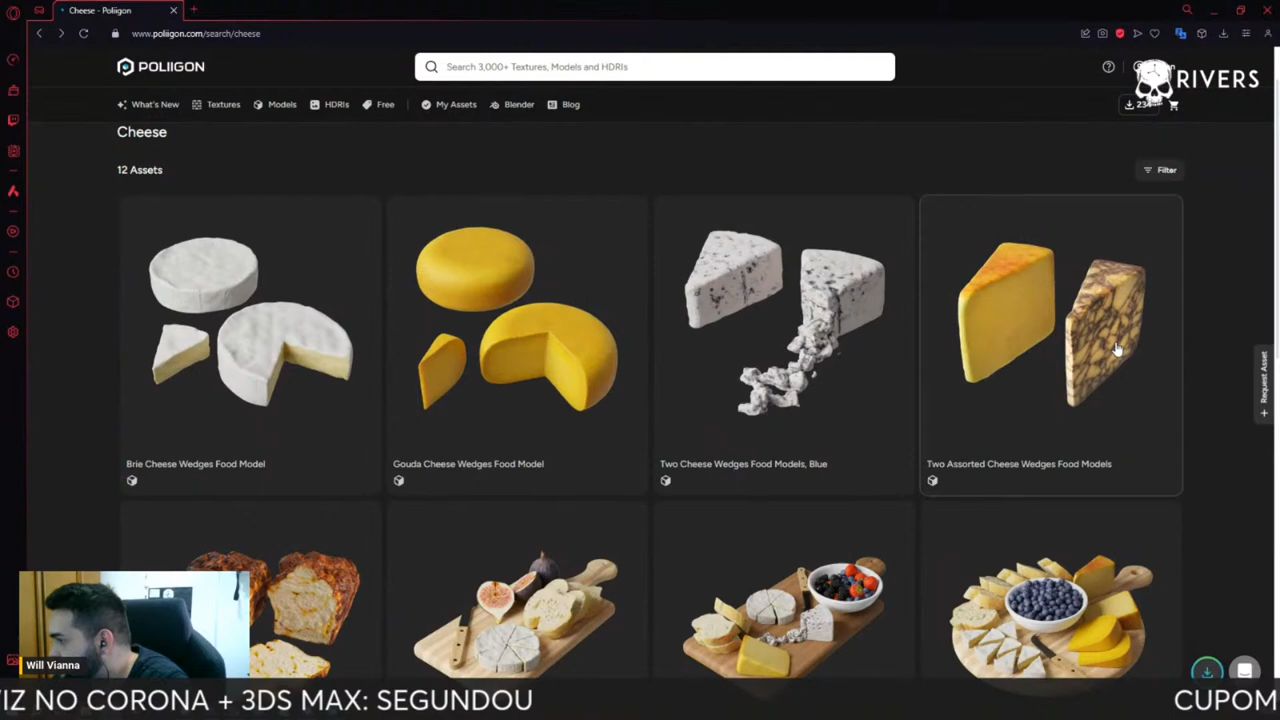 Cheese - Poliigon
www.poliigon.com/search/cheese
POLIIGON
Search 3,000+ Textures, Models and HDRIs
RIVERS
What's New Textures Models HDRIs Free My Assets Blender Blog
Cheese
12 Assets
Filter
Request Asset
Brie Cheese Wedges Food Model
Gouda Cheese Wedges Food Model
Two Cheese Wedges Food Models, Blue
Two Assorted Cheese Wedges Food Models
Will Vianna
IZ NO CORONA + 3DS MAX: SEGUNDOU
CUPOM